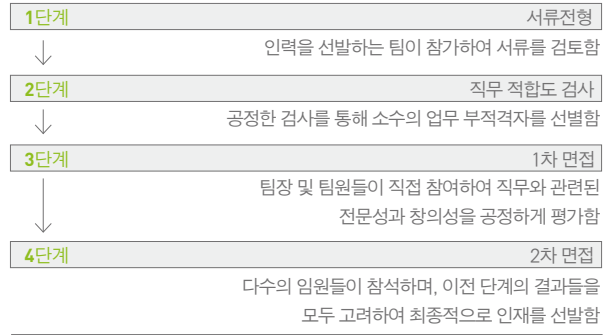 1단계 서류전형
인력을 선발하는 팀이 참가하여 서류를 검토함
2단계 직무 적합도 검사
공정한 검사를 통해 소수의 업무 부적격자를 선별함
3단계 1차 면접
팀장 및 팀원들이 직접 참여하여 직무와 관련된
전문성과 창의성을 공정하게 평가함
4단계 2차 면접
다수의 임원들이 참석하며, 이전 단계의 결과들을
모두 고려하여 최종적으로 인재를 선발함